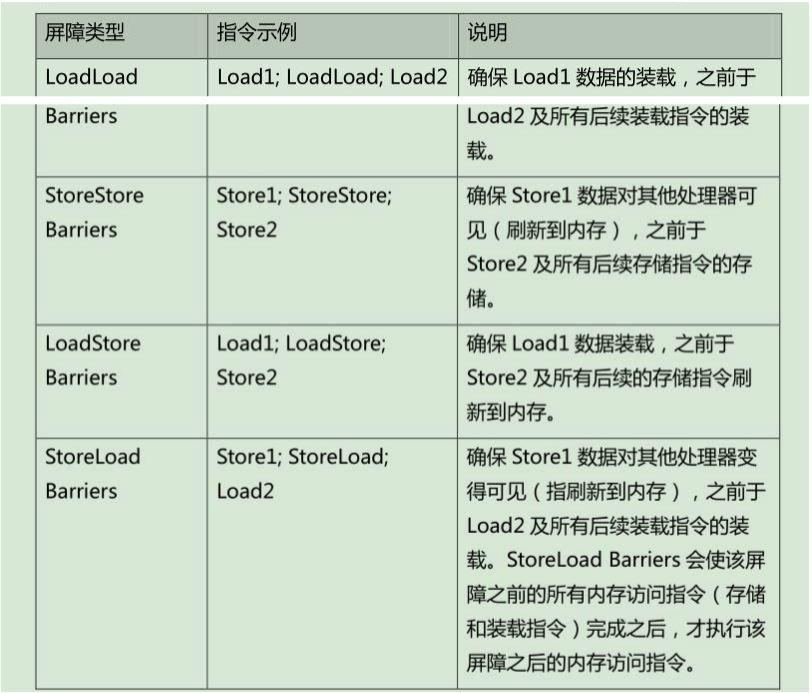 屏障类型
指令示例
说明
LoadLoad
Barriers
Load1; LoadLoad; Load2
确保 Load1 数据的装载，之前于
Load2 及所有后续装载指令的装
载。
StoreStore
Barriers
Store1; StoreStore;
Store2
确保 Store1 数据对其他处理器可
见（刷新到内存），之前于
Store2 及所有后续存储指令的存
储。
LoadStore
Barriers
Load1; LoadStore;
Store2
确保 Load1 数据装载，之前于
Store2 及所有后续的存储指令刷
新到内存。
StoreLoad
Barriers
Store1; StoreLoad;
Load2
确保 Store1 数据对其他处理器变
得可见（指刷新到内存），之前于
Load2 及所有后续装载指令的装
载。StoreLoad Barriers 会使该屏
障之前的所有内存访问指令（存储
和装载指令）完成之后，才执行该
屏障之后的内存访问指令。